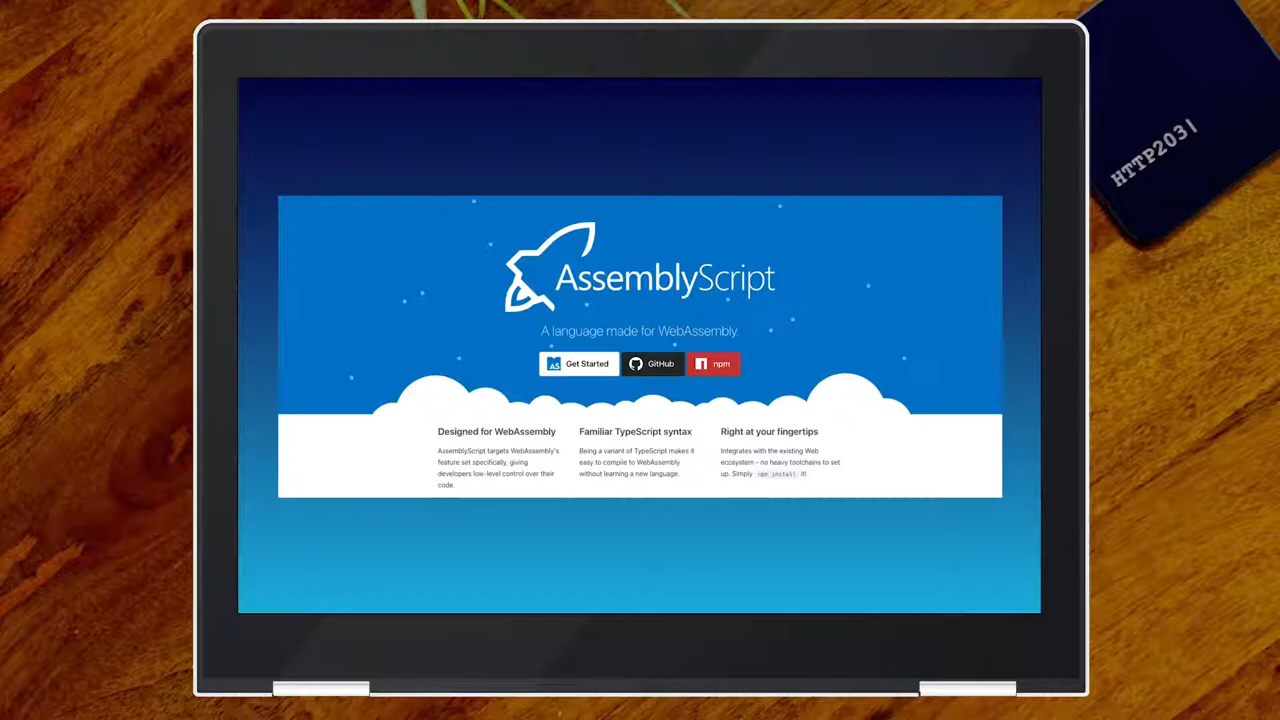 HTTP203|
AssemblyScript
A language made for WebAssembly.
AS Get Started GitHub npm
Designed for WebAssembly
AssemblyScript targets WebAssembly's
feature set specifically, giving
developers low-level control over their
code.
Familiar TypeScript syntax
Being a variant of TypeScript makes it
easy to compile to WebAssembly
without learning a new language.
Right at your fingertips
Integrates with the existing Web
ecosystem - no heavy toolchains to set
up. Simply npm install it!